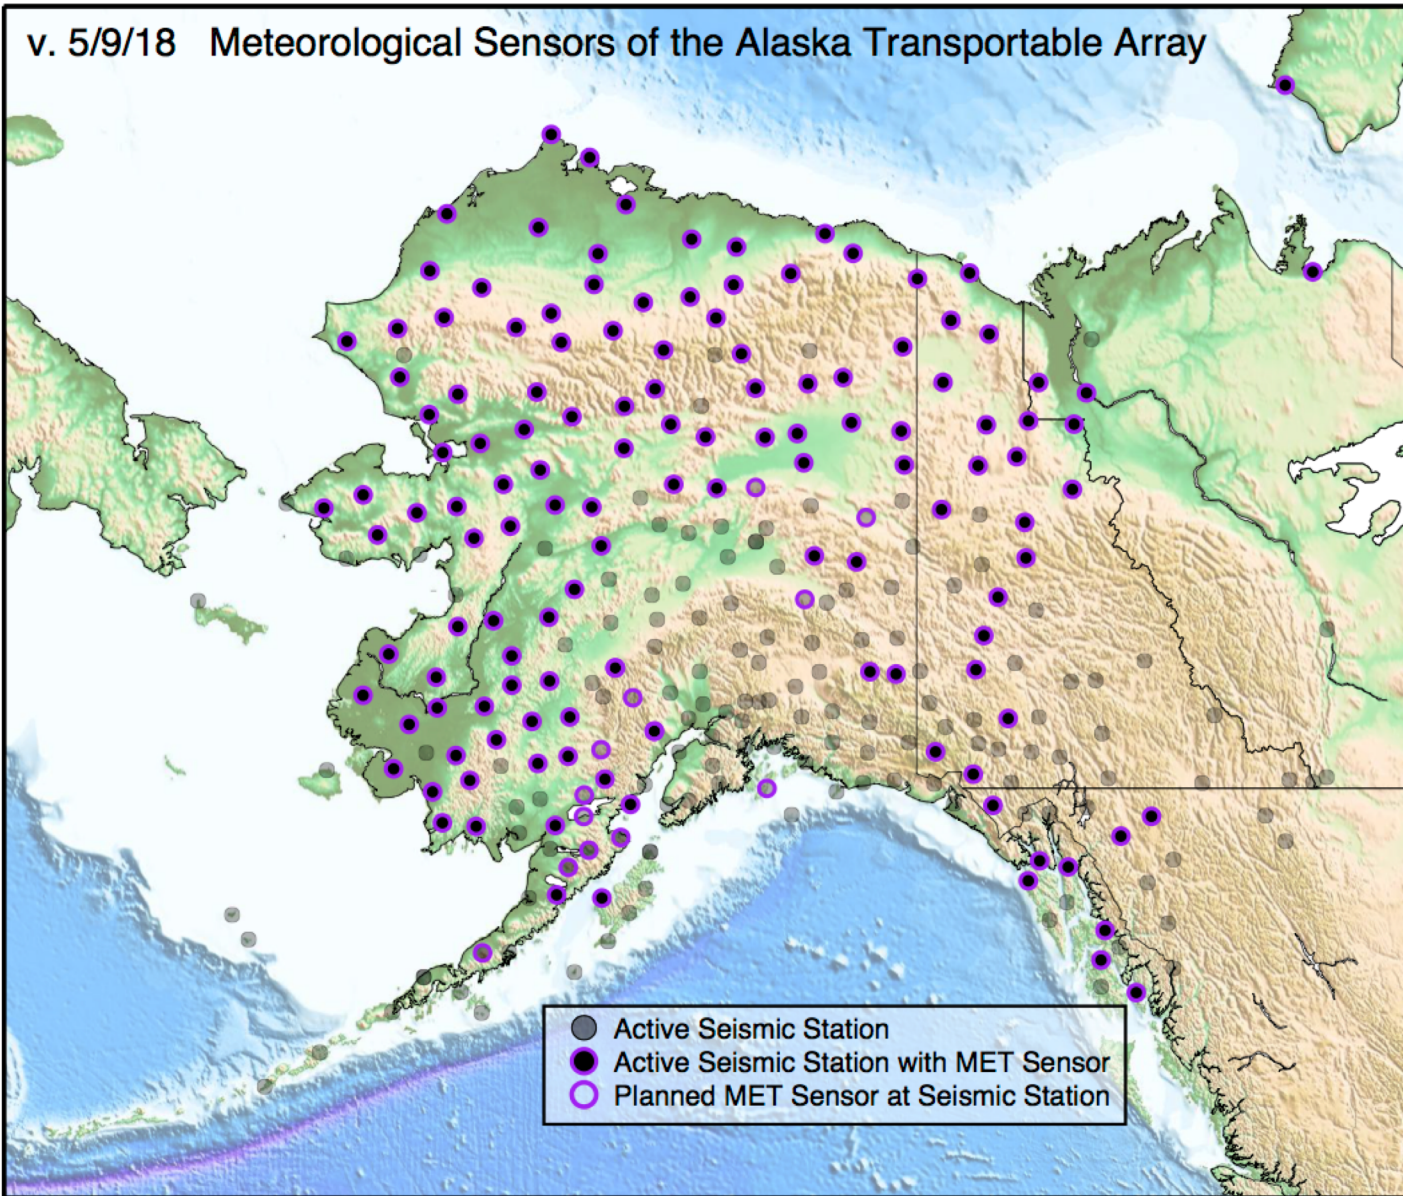 v. 5/9/18 Meteorological Sensors of the Alaska Transportable Array
Active Seismic Station
Active Seismic Station with MET Sensor
Planned MET Sensor at Seismic Station